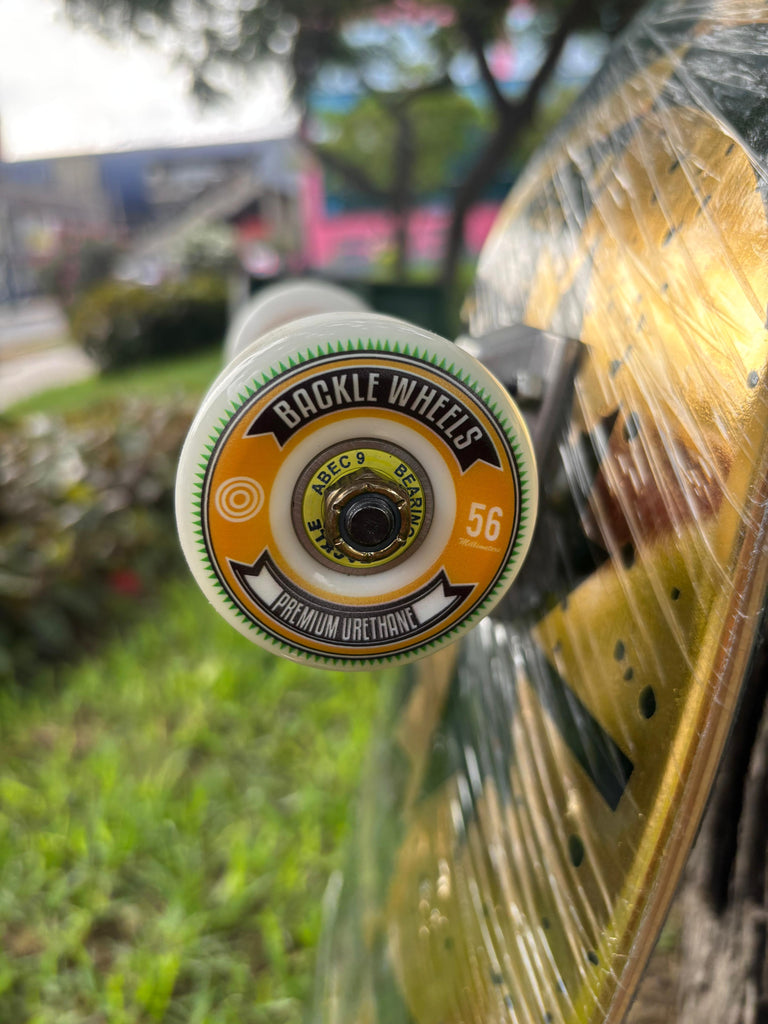 BACKLE WHEELS
ABEC 9 BEARING
56
Millimeters
PREMIUM URETHANE